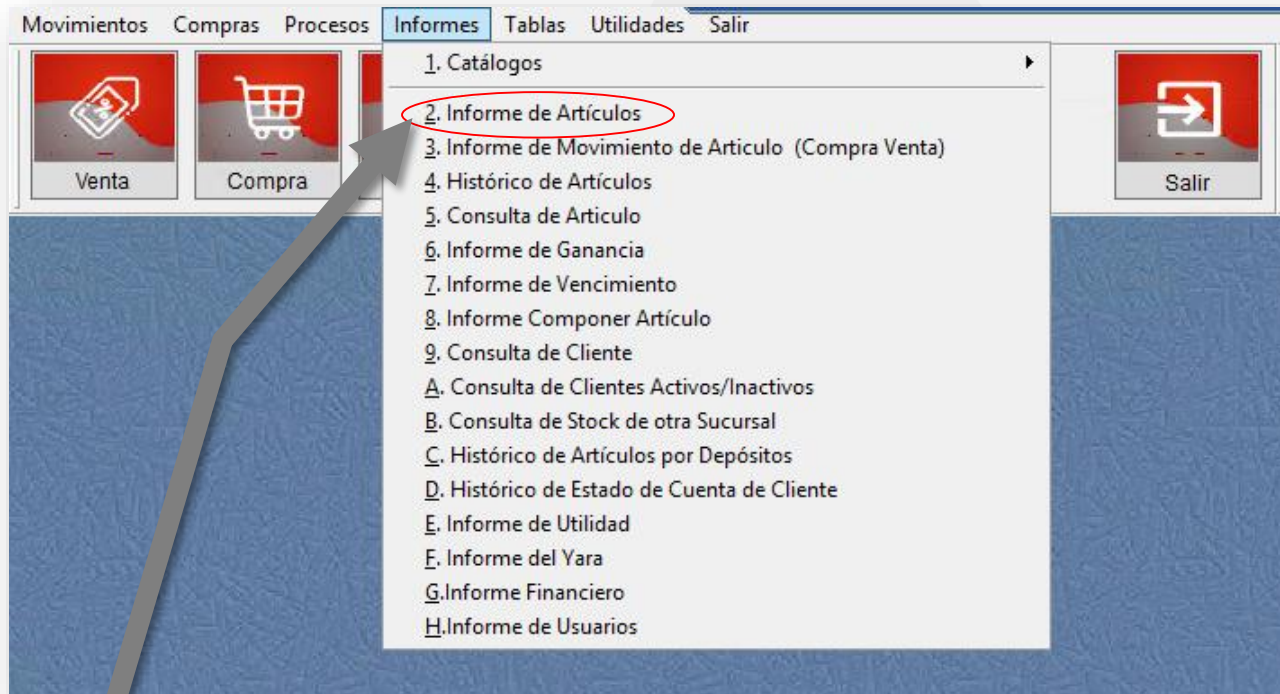 Movimientos Compras Procesos Informes Tablas Utilidades Salir
1. Catálogos
2. Informe de Artículos
3. Informe de Movimiento de Articulo (Compra Venta)
4. Histórico de Artículos
5. Consulta de Articulo
6. Informe de Ganancia
7. Informe de Vencimiento
8. Informe Componer Artículo
9. Consulta de Cliente
A. Consulta de Clientes Activos/Inactivos
B. Consulta de Stock de otra Sucursal
C. Histórico de Artículos por Depósitos
D. Histórico de Estado de Cuenta de Cliente
E. Informe de Utilidad
F. Informe del Yara
G.Informe Financiero
H.Informe de Usuarios
%
Venta Compra Salir